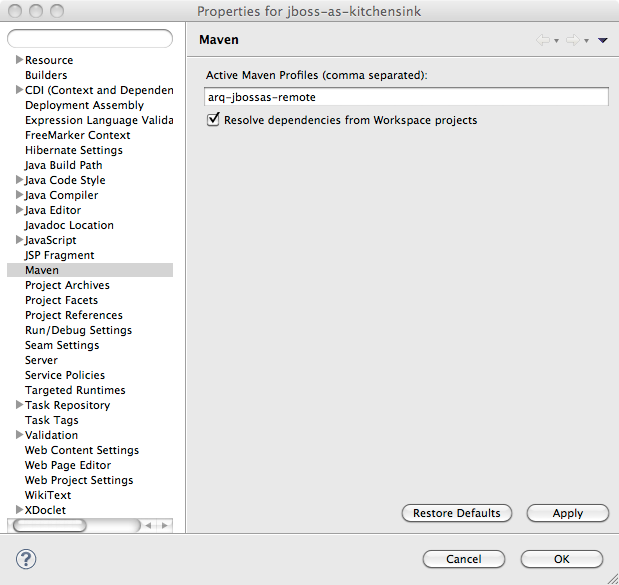 Properties for jboss-as-kitchensink
Resource
Builders
CDI (Context and Dependen
Deployment Assembly
Expression Language Valida
FreeMarker Context
Hibernate Settings
Java Build Path
Java Code Style
Java Compiler
Java Editor
Javadoc Location
JavaScript
JSP Fragment
Maven
Project Archives
Project Facets
Project References
Run/Debug Settings
Seam Settings
Server
Service Policies
Targeted Runtimes
Task Repository
Task Tags
Validation
Web Content Settings
Web Page Editor
Web Project Settings
WikiText
XDoclet
Maven
Active Maven Profiles (comma separated):
arq-jbossas-remote
Resolve dependencies from Workspace projects
Restore Defaults
Apply
?
Cancel
OK